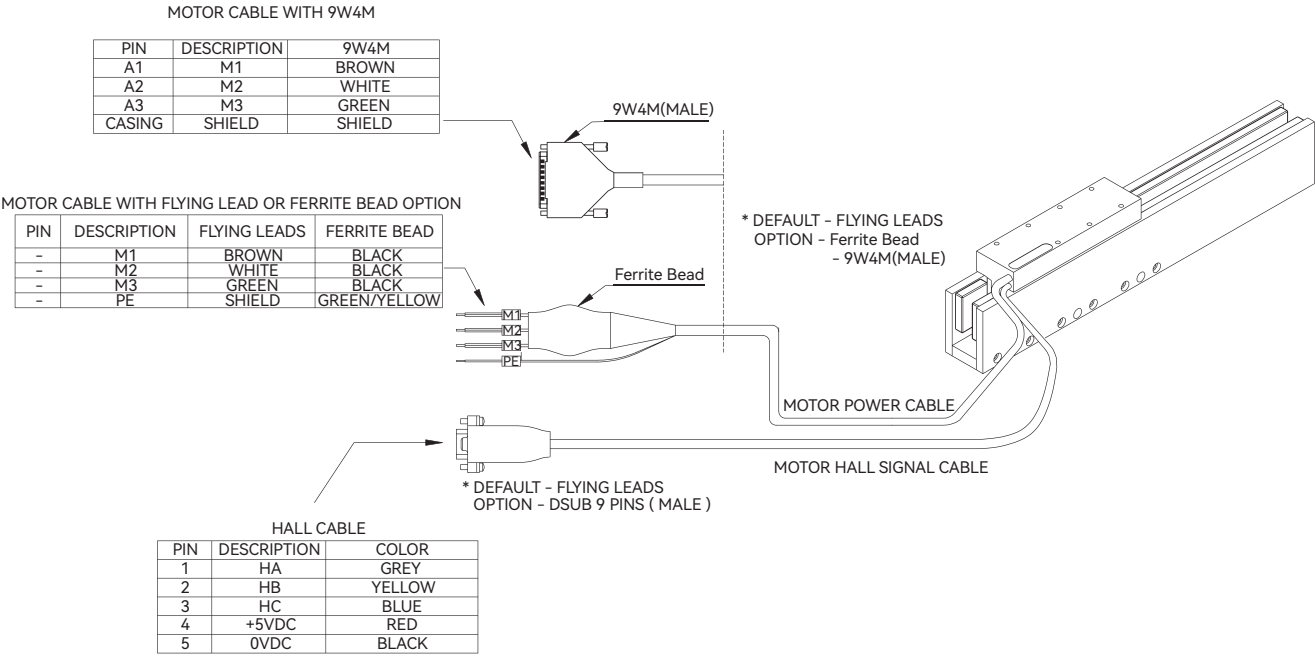 MOTOR CABLE WITH 9W4M
PIN DESCRIPTION 9W4M
A1 M1 BROWN
A2 M2 WHITE
A3 M3 GREEN
CASING SHIELD SHIELD
9W4M(MALE)
MOTOR CABLE WITH FLYING LEAD OR FERRITE BEAD OPTION
PIN DESCRIPTION FLYING LEADS FERRITE BEAD
- M1 BROWN BLACK
- M2 WHITE BLACK
- M3 GREEN BLACK
- PE SHIELD GREEN/YELLOW
* DEFAULT - FLYING LEADS
OPTION - Ferrite Bead
- 9W4M(MALE)
Ferrite Bead
M1
M2
M3
PE
MOTOR POWER CABLE
MOTOR HALL SIGNAL CABLE
* DEFAULT - FLYING LEADS
OPTION - DSUB 9 PINS ( MALE )
HALL CABLE
PIN DESCRIPTION COLOR
1 HA GREY
2 HB YELLOW
3 HC BLUE
4 +5VDC RED
5 0VDC BLACK